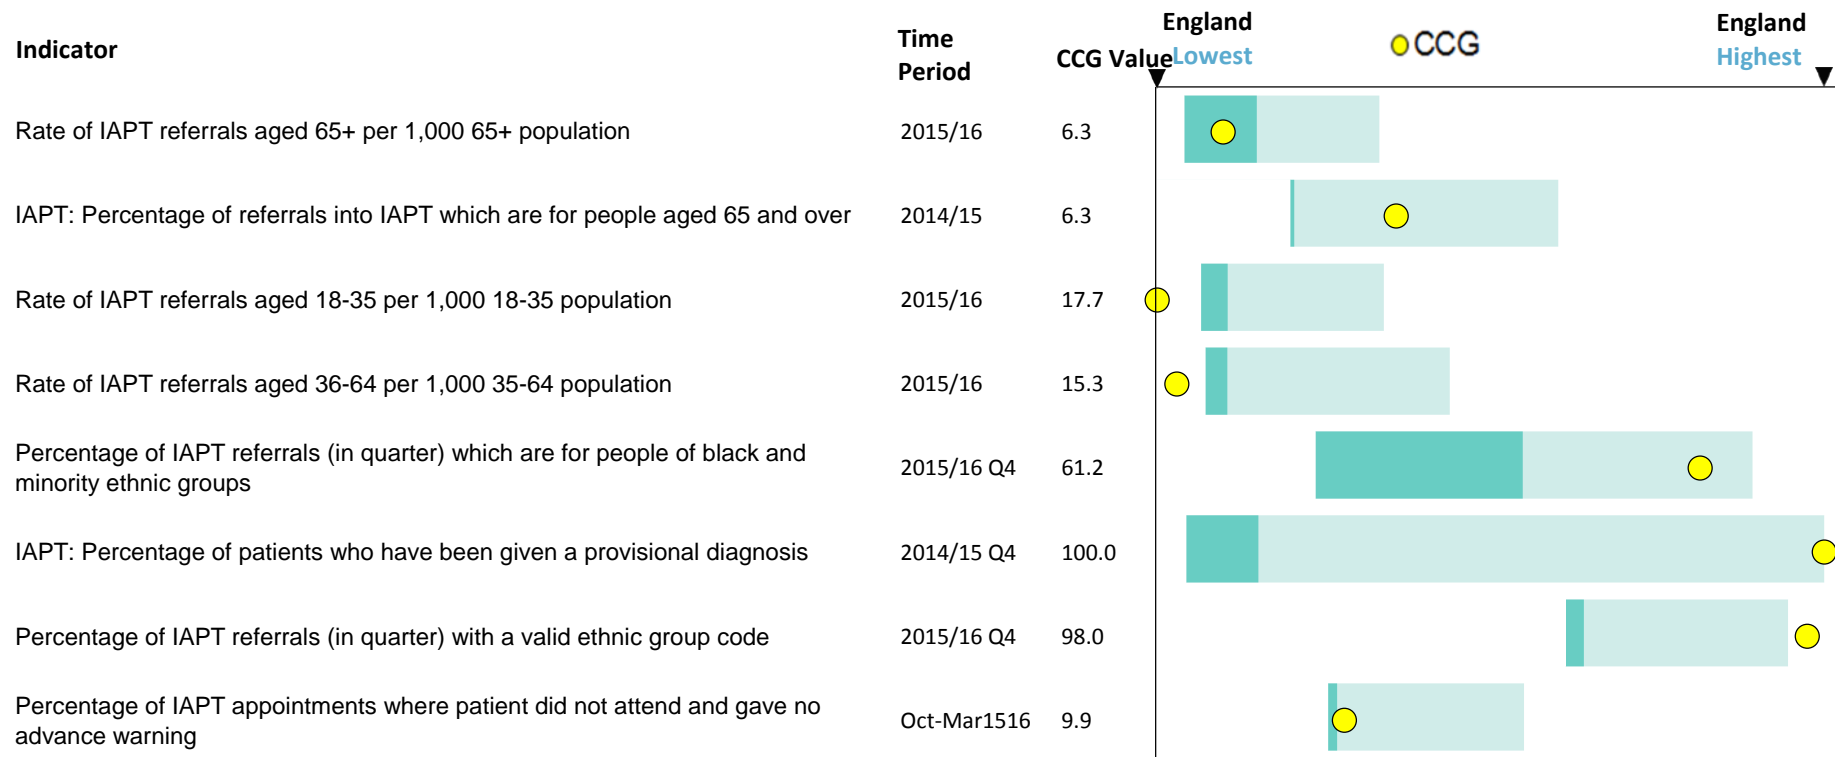 Indicator
Time
Period
CCG Value
England
Lowest
CCG
England
Highest
Rate of IAPT referrals aged 65+ per 1,000 65+ population 2015/16 6.3
IAPT: Percentage of referrals into IAPT which are for people aged 65 and over 2014/15 6.3
Rate of IAPT referrals aged 18-35 per 1,000 18-35 population 2015/16 17.7
Rate of IAPT referrals aged 36-64 per 1,000 35-64 population 2015/16 15.3
Percentage of IAPT referrals (in quarter) which are for people of black and
minority ethnic groups 2015/16 Q4 61.2
IAPT: Percentage of patients who have been given a provisional diagnosis 2014/15 Q4 100.0
Percentage of IAPT referrals (in quarter) with a valid ethnic group code 2015/16 Q4 98.0
Percentage of IAPT appointments where patient did not attend and gave no
advance warning Oct-Mar1516 9.9